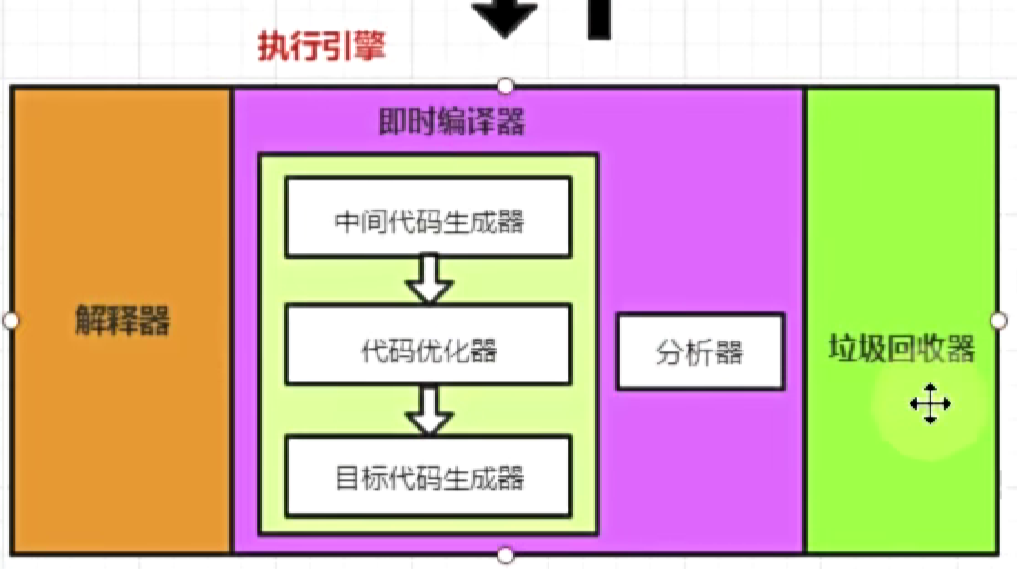 执行引擎
即时编译器
中间代码生成器
解释器
代码优化器
分析器
垃圾回收器
目标代码生成器